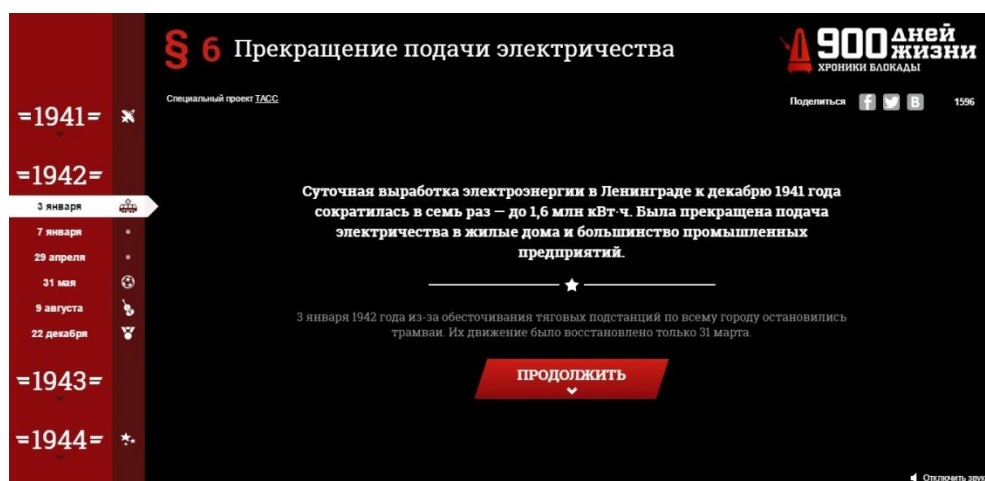 § 6 Прекращение подачи электричества
900 дней
жизни
ХРОНИКИ БЛОКАДЫ
Специальный проект ТАСС
Поделиться f В 1596
1941
1942
3 января
7 января
29 апреля
31 мая
9 августа
22 декабря
1943
1944
Суточная выработка электроэнергии в Ленинграде к декабрю 1941 года
сократилась в семь раз — до 1,6 млн кВт·ч. Была прекращена подача
электричества в жилые дома и большинство промышленных
предприятий.
3 января 1942 года из-за обесточивания тяговых подстанций по всему городу остановились
трамваи. Их движение было восстановлено только 31 марта.
ПРОДОЛЖИТЬ
Отключить звук